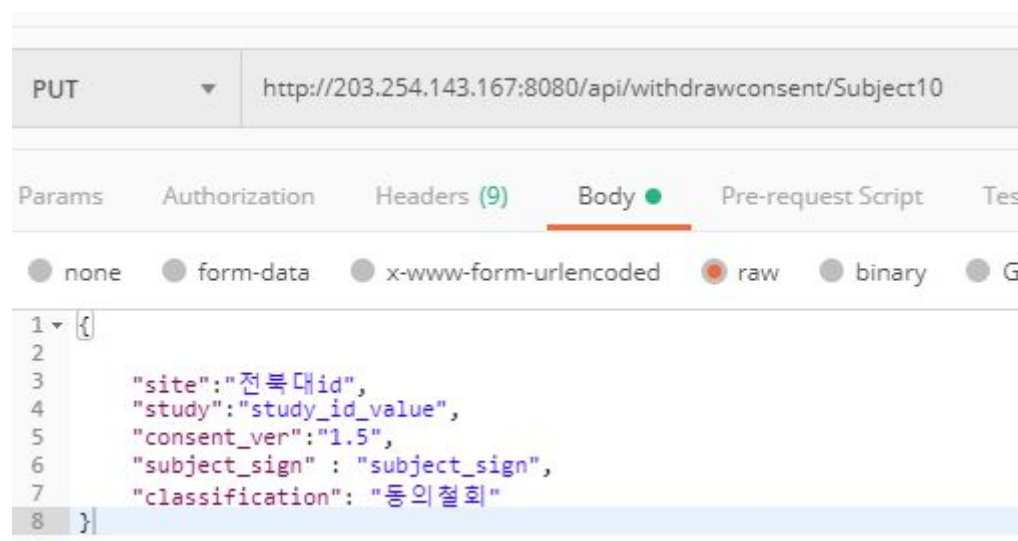 PUT http://203.254.143.167:8080/api/withdrawconsent/Subject10
Params Authorization Headers (9) Body Pre-request Script Tes
none form-data x-www-form-urlencoded raw binary G
1 {
2
3 "site":"전북대id",
4 "study":"study_id_value",
5 "consent_ver":"1.5",
6 "subject_sign" : "subject_sign",
7 "classification": "동의철회"
8 }